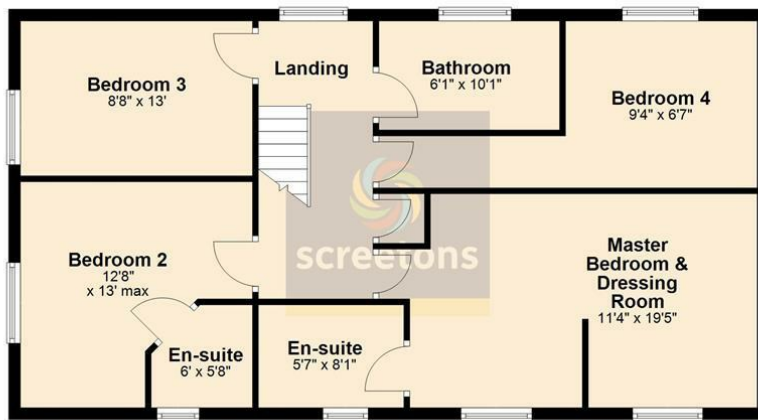 Bedroom 3
8'8" x 13'
Landing
Bathroom
6'1" x 10'1"
Bedroom 4
9'4" x 6'7"
screetons
Bedroom 2
12'8"
x 13' max
Master
Bedroom &
Dressing
Room
11'4" x 19'5"
En-suite
6' x 5'8"
En-suite
5'7" x 8'1"